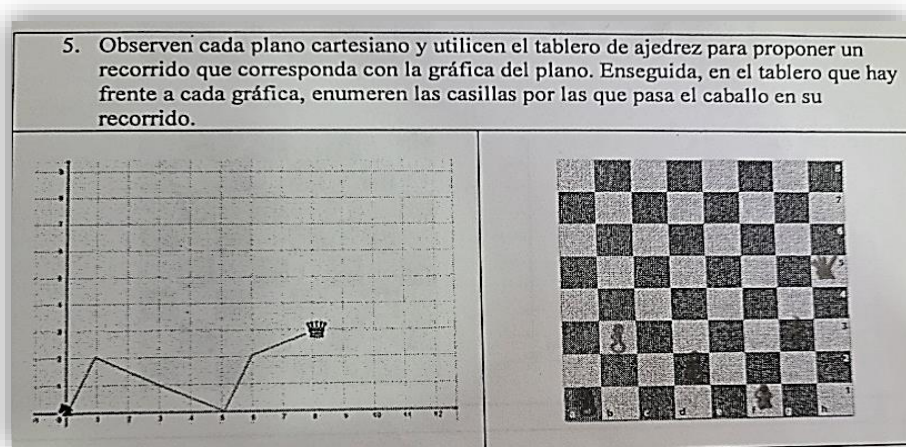 5. Observen cada plano cartesiano y utilicen el tablero de ajedrez para proponer un
recorrido que corresponda con la gráfica del plano. Enseguida, en el tablero que hay
frente a cada gráfica, enumeren las casillas por las que pasa el caballo en su
recorrido.